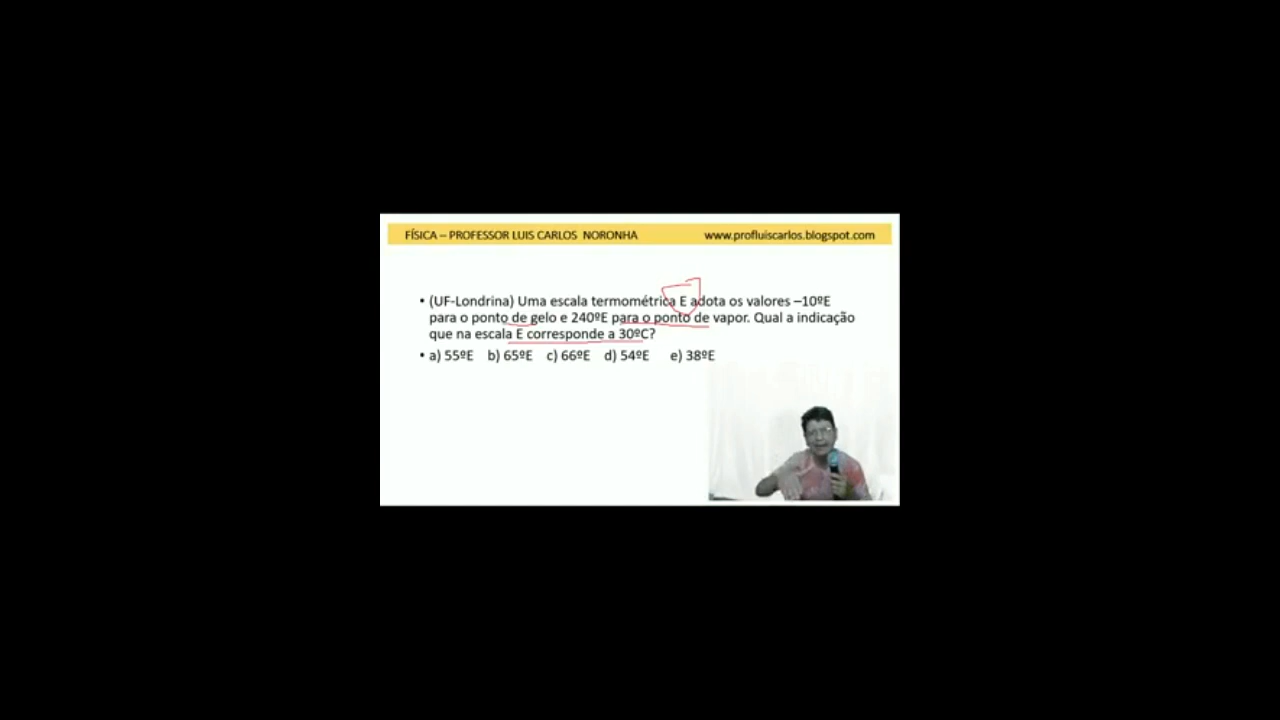 FÍSICA – PROFESSOR LUIS CARLOS NORONHA www.profluiscarlos.blogspot.com
• (UF-Londrina) Uma escala termométrica E adota os valores –10ºE
para o ponto de gelo e 240ºE para o ponto de vapor. Qual a indicação
que na escala E corresponde a 30ºC?
• a) 55ºE b) 65ºE c) 66ºE d) 54ºE e) 38ºE